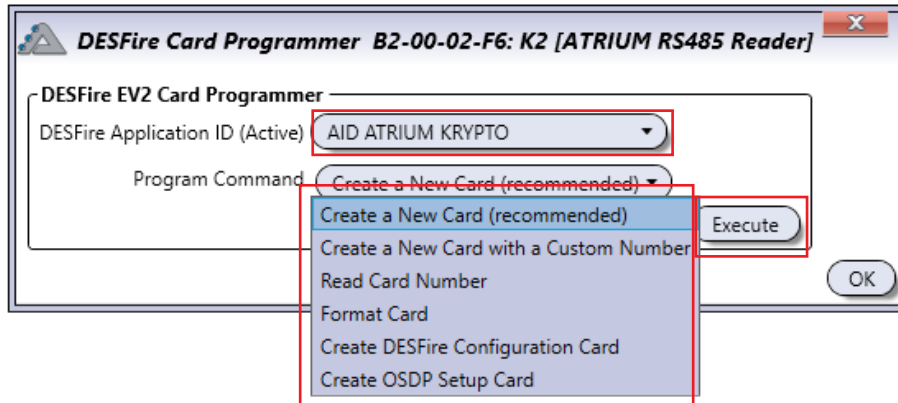 DESFire Card Programmer B2-00-02-F6: K2 [ATRIUM RS485 Reader]
x
DESFire EV2 Card Programmer
DESFire Application ID (Active) AID ATRIUM KRYPTO
Program Command Create a New Card (recommended)
Create a New Card (recommended)
Execute
Create a New Card with a Custom Number
Read Card Number
OK
Format Card
Create DESFire Configuration Card
Create OSDP Setup Card